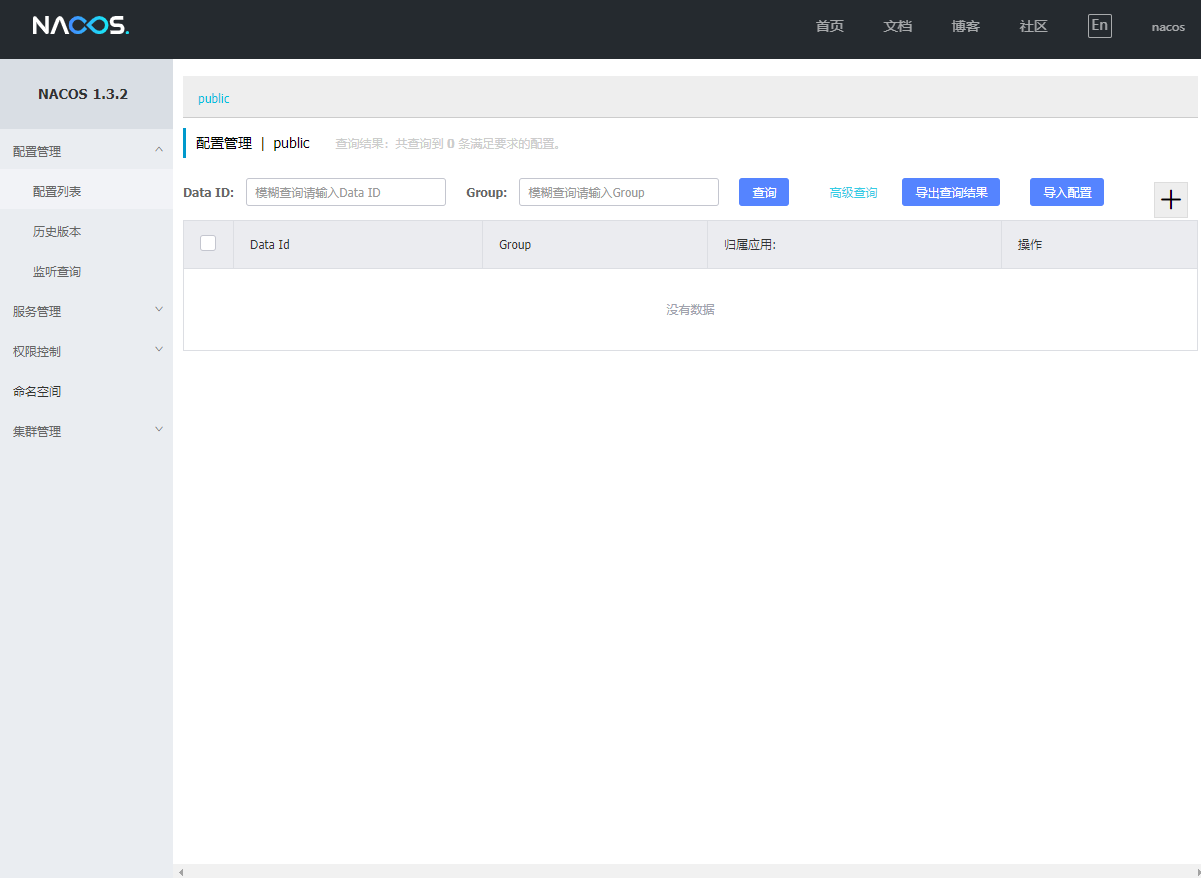 NACOS.
首页 文档 博客 社区 En nacos
NACOS 1.3.2
配置管理
配置列表
历史版本
监听查询
服务管理
权限控制
命名空间
集群管理
public
配置管理 | public 查询结果：共查询到 0 条满足要求的配置。
Data ID: 模糊查询请输入Data ID Group: 模糊查询请输入Group 查询 高级查询 导出查询结果 导入配置
Data Id Group 归属应用: 操作
没有数据